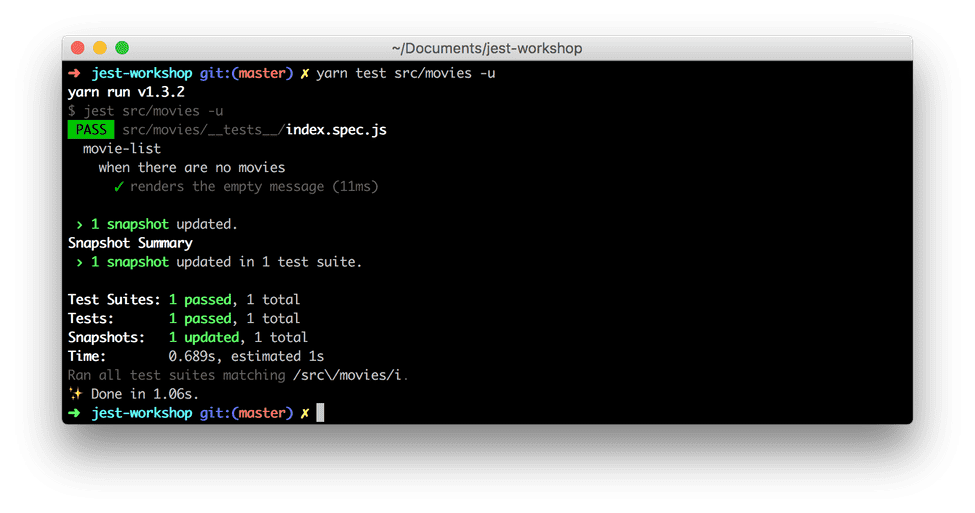 ~/Documents/jest-workshop
➜ jest-workshop git:(master) ✗ yarn test src/movies -u
yarn run v1.3.2
$ jest src/movies -u
PASS src/movies/__tests__/index.spec.js
movie-list
when there are no movies
✓ renders the empty message (11ms)
› 1 snapshot updated.
Snapshot Summary
› 1 snapshot updated in 1 test suite.
Test Suites: 1 passed, 1 total
Tests: 1 passed, 1 total
Snapshots: 1 updated, 1 total
Time: 0.689s, estimated 1s
Ran all test suites matching /src\/movies/i.
✨ Done in 1.06s.
➜ jest-workshop git:(master) ✗